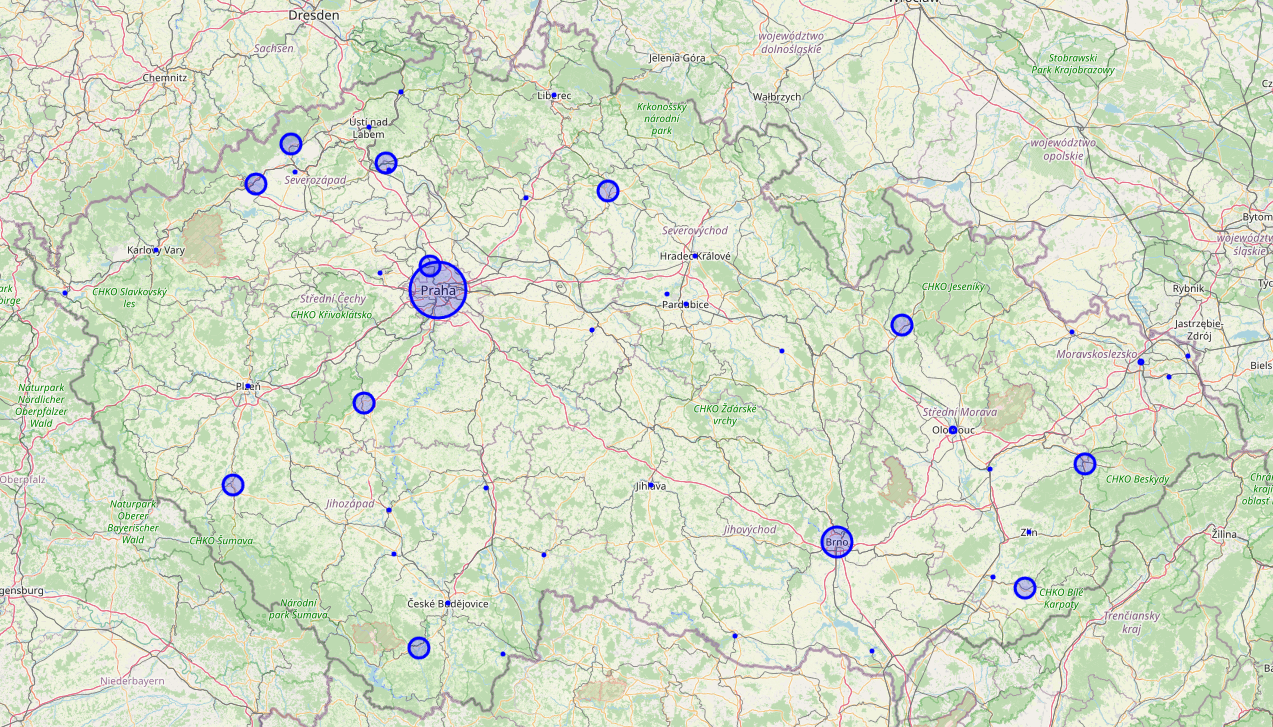 Dresden
Wrocław
Sachsen
województwo
dolnośląskie
Jelenia Góra
Chemnitz
Stobrawski
Park Krajobrazowy
Liberec
Wałbrzych
Krkonošský
národní
park
Ústí nad
Labem
województwo
opolskie
Severozápad
Bytom
Severovýchod
Karlovy Vary
Hradec Králové
CHKO Slavkovský
les
Praha
CHKO Jeseníky
Rybnik
Střední Čechy
CHKO Křivoklátsko
Pardubice
Jastrzębie-
Zdrój
Moravskoslezsko
Plzeň
Naturpark
Nördlicher
Oberpfälzer
Wald
CHKO Žďárské
vrchy
Střední Morava
Olomouc
Oberpfalz
CHKO Beskydy
Jihlava
Naturpark
Oberer
Bayerischer
Wald
Jihozápad
Jihovýchod
Zlín
Žilina
CHKO Šumava
Brno
gensburg
České Budějovice
Národní
park Šumava
CHKO Bílé
Karpaty
Trenčiansky
kraj
Niederbayern